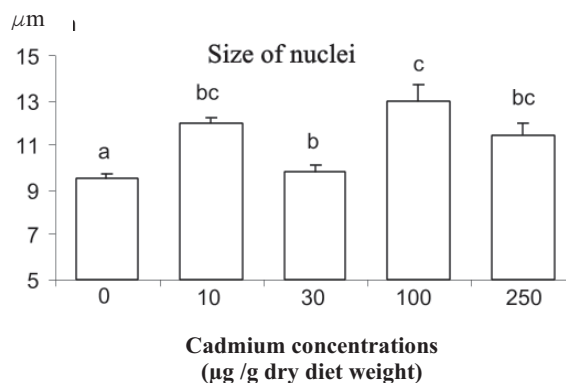 μm
Size of nuclei
15
13
11
9
7
5
a
bc
b
c
bc
0 10 30 100 250
Cadmium concentrations
(μg /g dry diet weight)